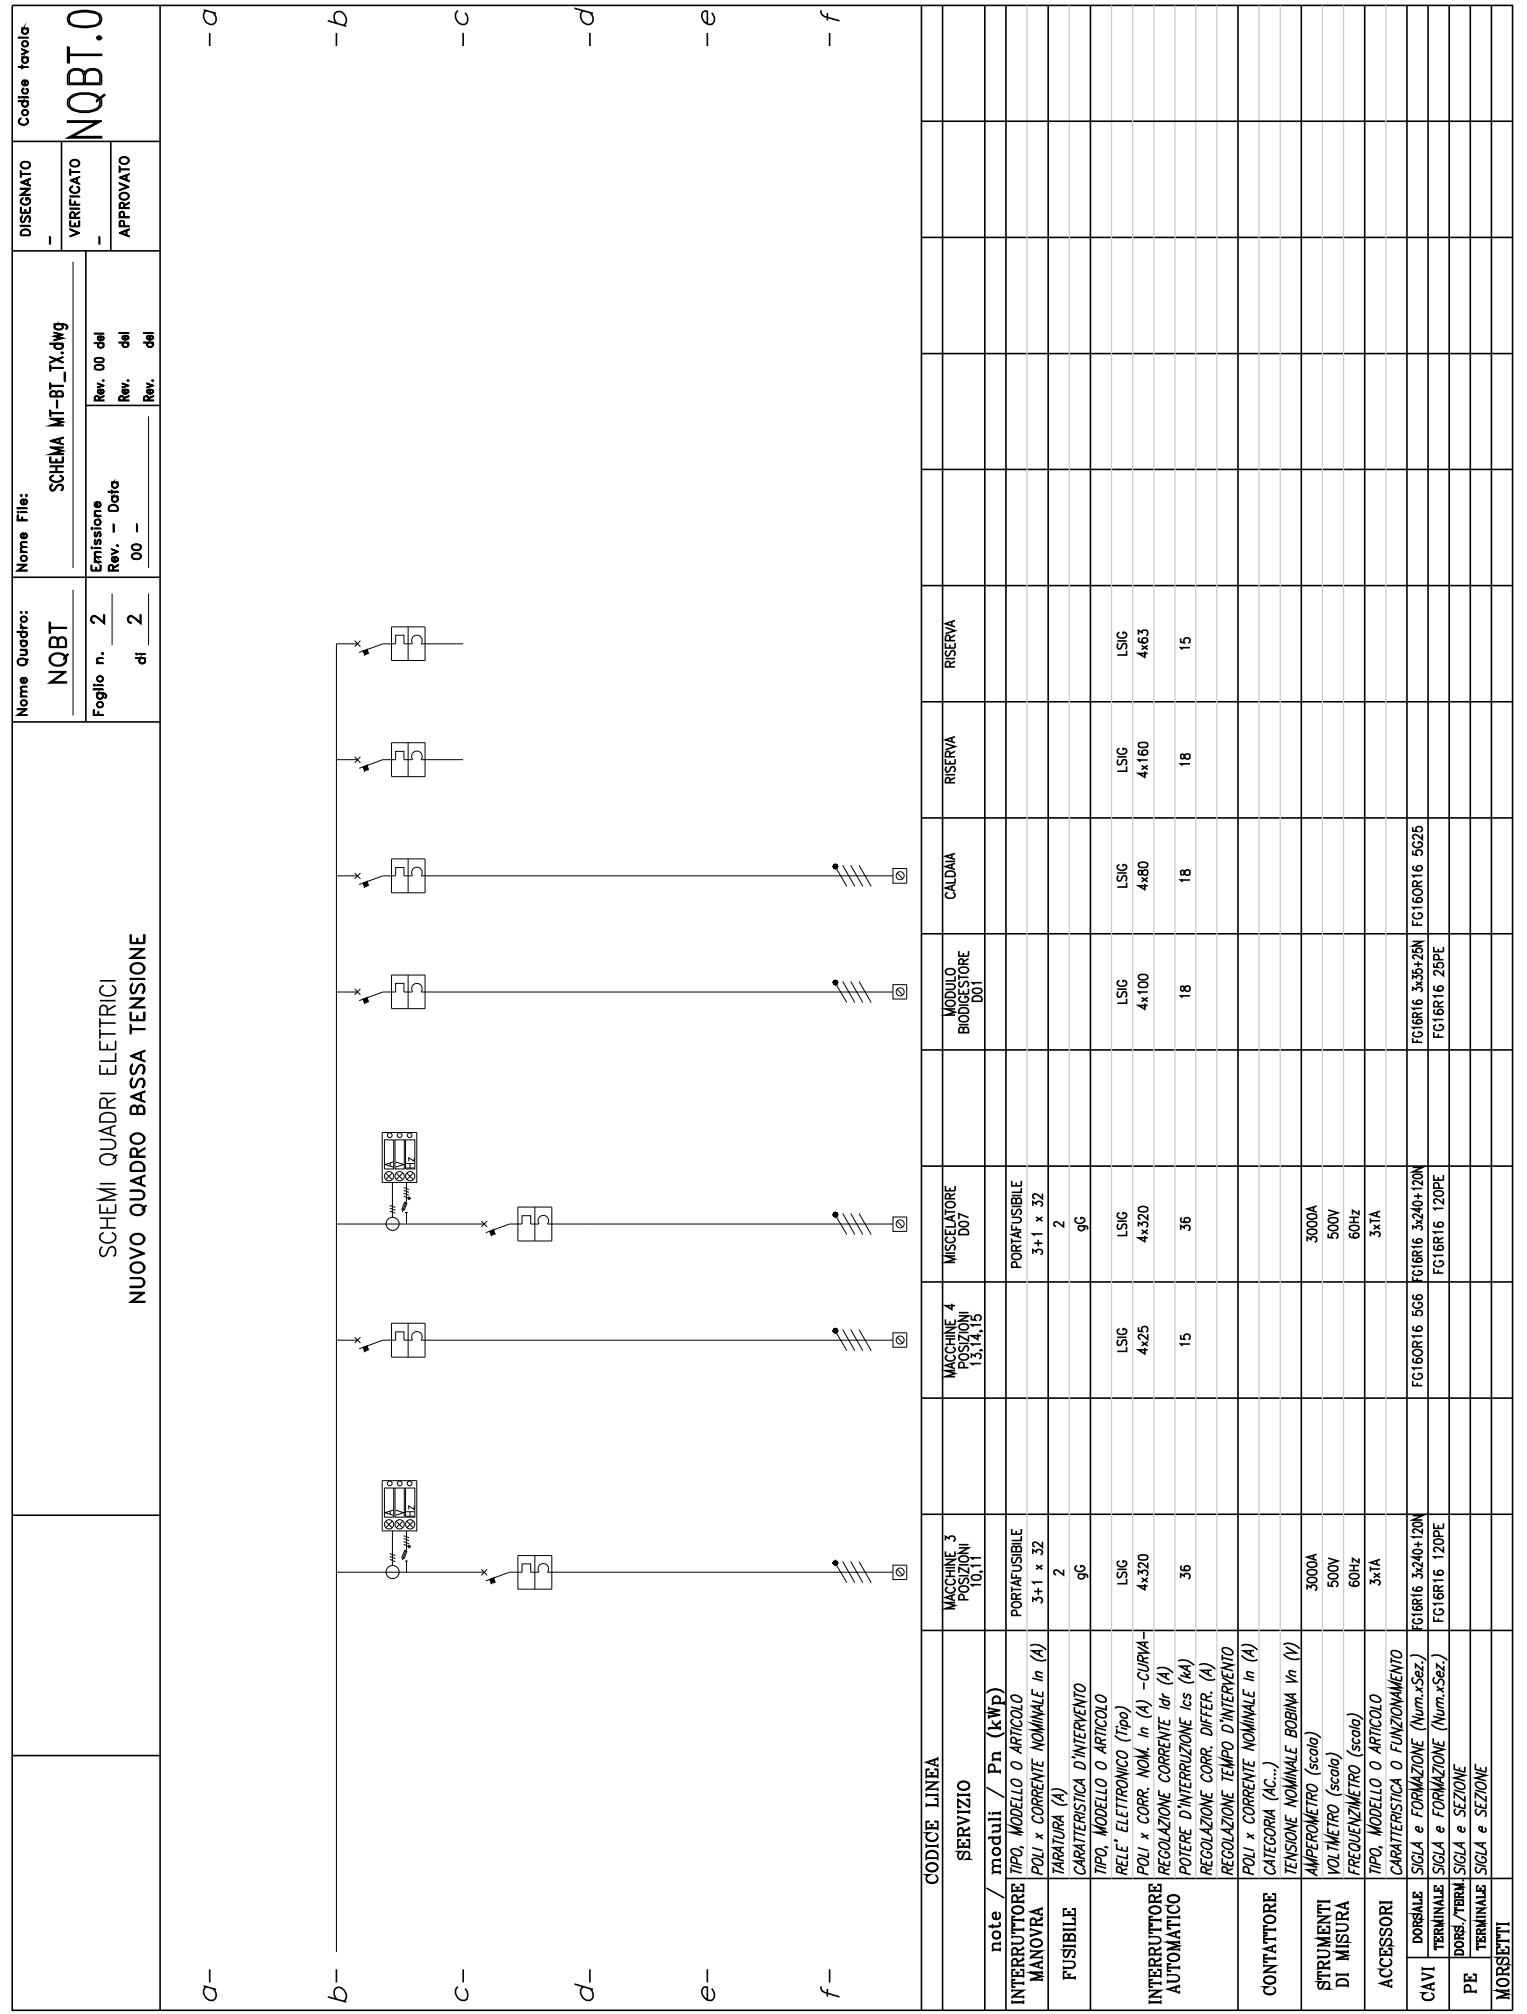 SCHEMI QUADRI ELETTRICI
NUOVO QUADRO BASSA TENSIONE
Nome Quadro:
NQBT
Foglio n. 2
di 2
Nome File:
SCHEMA MT-BT_TX.dwg
Emissione
Rev. - Data
00 -
Rev. 00 del
Rev. del
Rev. del
DISEGNATO
-
VERIFICATO
-
APPROVATO
Codice tavola
NQBT.0
a- -a
b- -b
c- -c
d- -d
e- -e
f- -f
A V Hz
A V Hz
CODICE LINEA
SERVIZIO MACCHINE 3 POSIZIONI 10,11 MACCHINE 4 POSIZIONI 13,14,15 MISCELATORE D07 MODULO BIODIGESTORE D01 CALDAIA RISERVA RISERVA
note / moduli / Pn (kWp)
INTERRUTTORE MANOVRA
TIPO, MODELLO O ARTICOLO PORTAFUSIBILE PORTAFUSIBILE
POLI x CORRENTE NOMINALE In (A) 3+1 x 32 3+1 x 32
FUSIBILE
TARATURA (A) 2 2
CARATTERISTICA D'INTERVENTO gG gG
INTERRUTTORE AUTOMATICO
TIPO, MODELLO O ARTICOLO
RELE' ELETTRONICO (Tipo) LSIG LSIG LSIG LSIG LSIG LSIG LSIG
POLI x CORR. NOM. In (A) -CURVA- 4x320 4x25 4x320 4x100 4x80 4x160 4x63
REGOLAZIONE CORRENTE Idr (A)
POTERE D'INTERRUZIONE Ics (kA) 36 15 36 18 18 18 15
REGOLAZIONE CORR. DIFFER. (A)
REGOLAZIONE TEMPO D'INTERVENTO
CONTATTORE
POLI x CORRENTE NOMINALE In (A)
CATEGORIA (AC...)
TENSIONE NOMINALE BOBINA Vn (V)
STRUMENTI DI MISURA
AMPEROMETRO (scala) 3000A 3000A
VOLTMETRO (scala) 500V 500V
FREQUENZIMETRO (scala) 60Hz 60Hz
ACCESSORI
TIPO, MODELLO O ARTICOLO 3xTA 3xTA
CARATTERISTICA O FUNZIONAMENTO
CAVI
DORSALE SIGLA e FORMAZIONE (Num.xSez.) FG16R16 3x240+120N FG16OR16 5G6 FG16R16 3x240+120N FG16R16 3x35+25N FG16OR16 5G25
TERMINALE SIGLA e FORMAZIONE (Num.xSez.) FG16R16 120PE FG16R16 120PE FG16R16 25PE
PE
DORS./TERM. SIGLA e SEZIONE
TERMINALE SIGLA e SEZIONE
MORSETTI